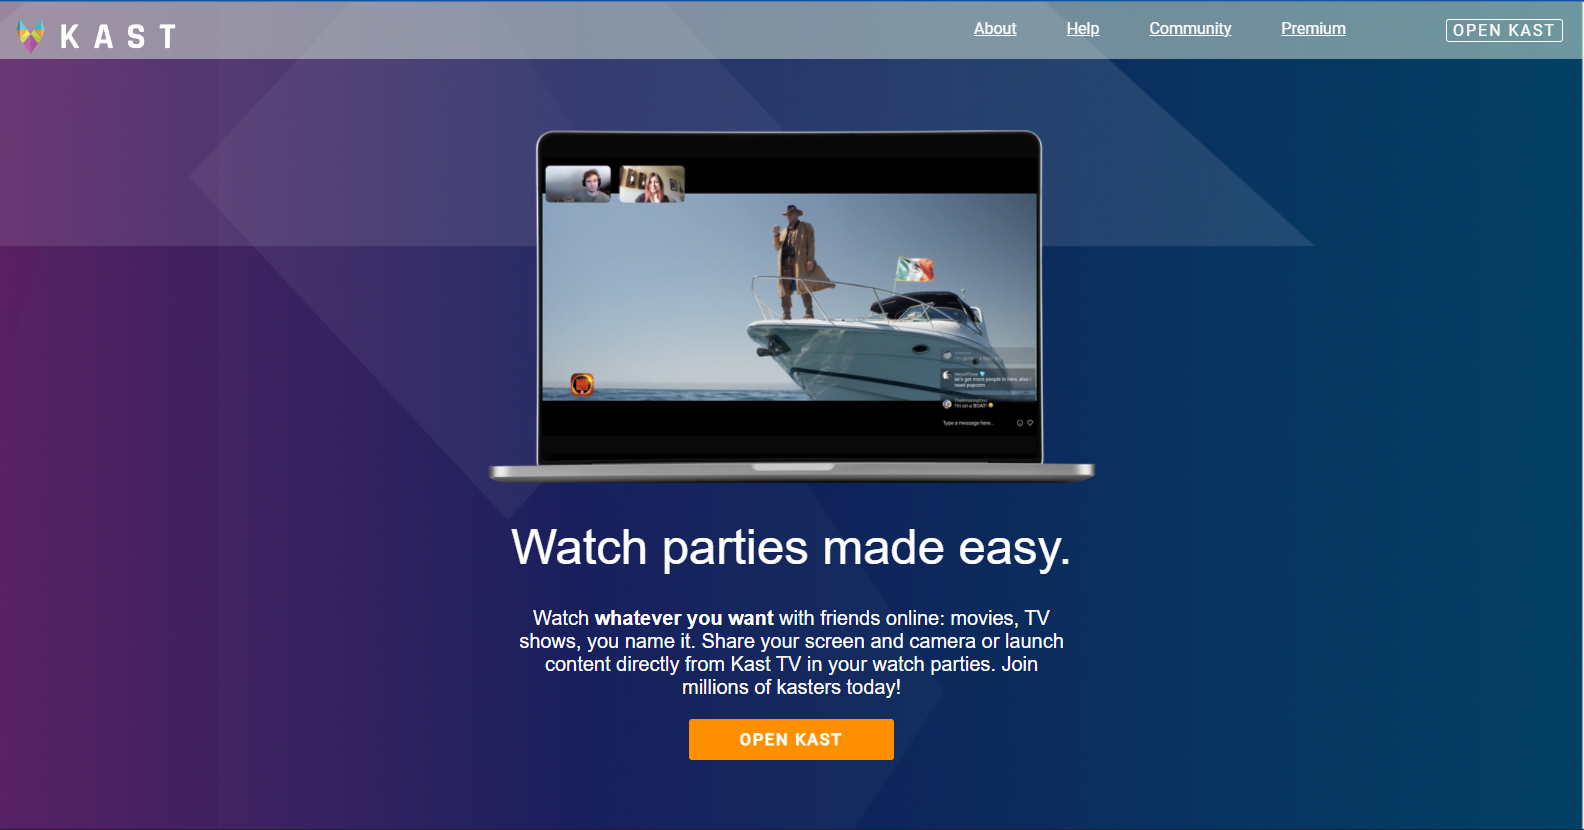 KAST
About
Help
Community
Premium
OPEN KAST
let's get more people in here, also I
need popcorn
I'm on a BOAT!
Type a message here...
Watch parties made easy.
Watch whatever you want with friends online: movies, TV
shows, you name it. Share your screen and camera or launch
content directly from Kast TV in your watch parties. Join
millions of kasters today!
OPEN KAST